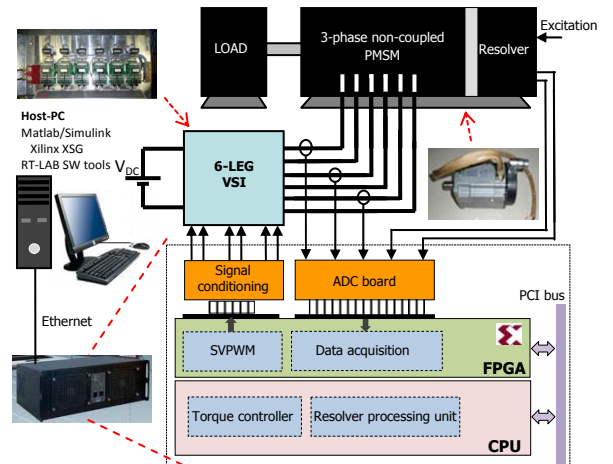 LOAD
3-phase non-coupled
PMSM
Resolver
Excitation
Host-PC
Matlab/Simulink
Xilinx XSG
RT-LAB SW tools
VDC
6-LEG
VSI
Signal
conditioning
ADC board
PCI bus
Ethernet
SVPWM
Data acquisition
FPGA
Torque controller
Resolver processing unit
CPU